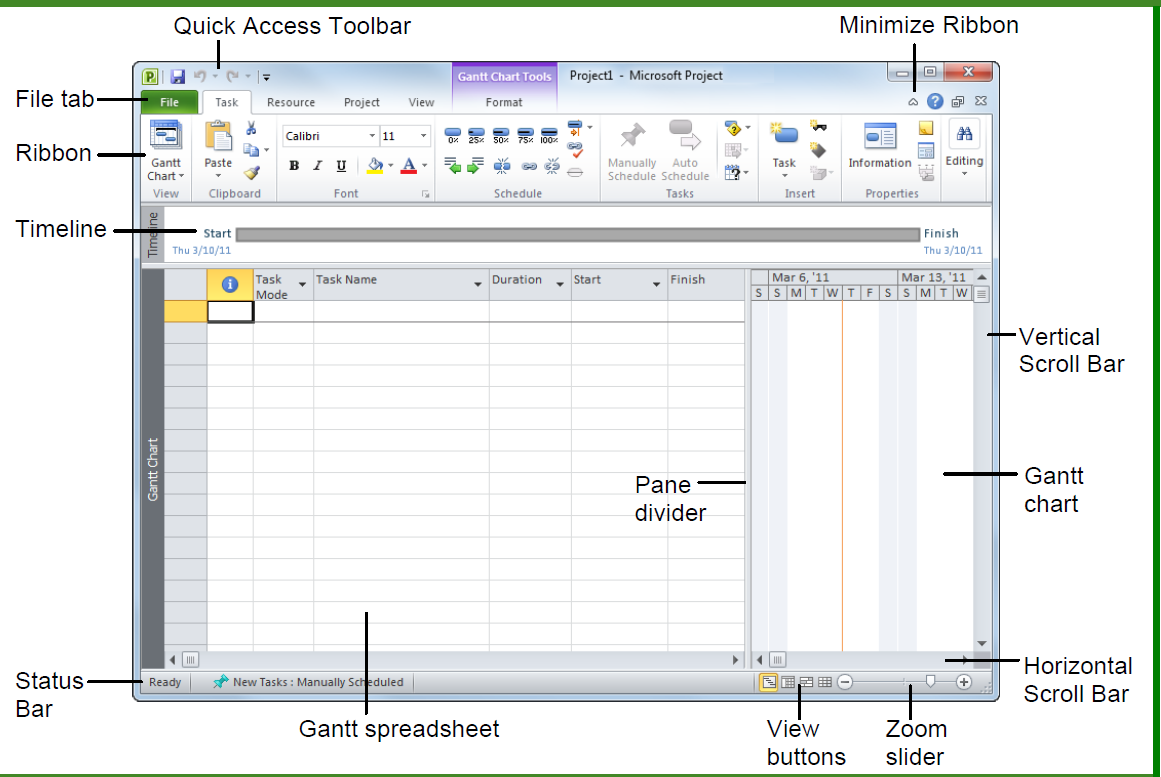 Quick Access Toolbar
Minimize Ribbon
Gantt Chart Tools
Project1 - Microsoft Project
File tab
File Task Resource Project View Format
Ribbon
Calibri 11
0% 25% 50% 75% 100%
B I U A
Gantt Chart
Paste
Manually Schedule
Auto Schedule
Task
Information
Editing
View Clipboard Font Schedule Tasks Insert Properties
Timeline
Timeline
Start
Finish
Thu 3/10/11
Thu 3/10/11
Task Mode
Task Name
Duration
Start
Finish
Mar 6, '11
Mar 13, '11
S S M T W T F S S M T W
Vertical
Scroll Bar
Gantt Chart
Pane
divider
Gantt
chart
Horizontal
Scroll Bar
Status
Bar
Ready
New Tasks : Manually Scheduled
Gantt spreadsheet
View
buttons
Zoom
slider